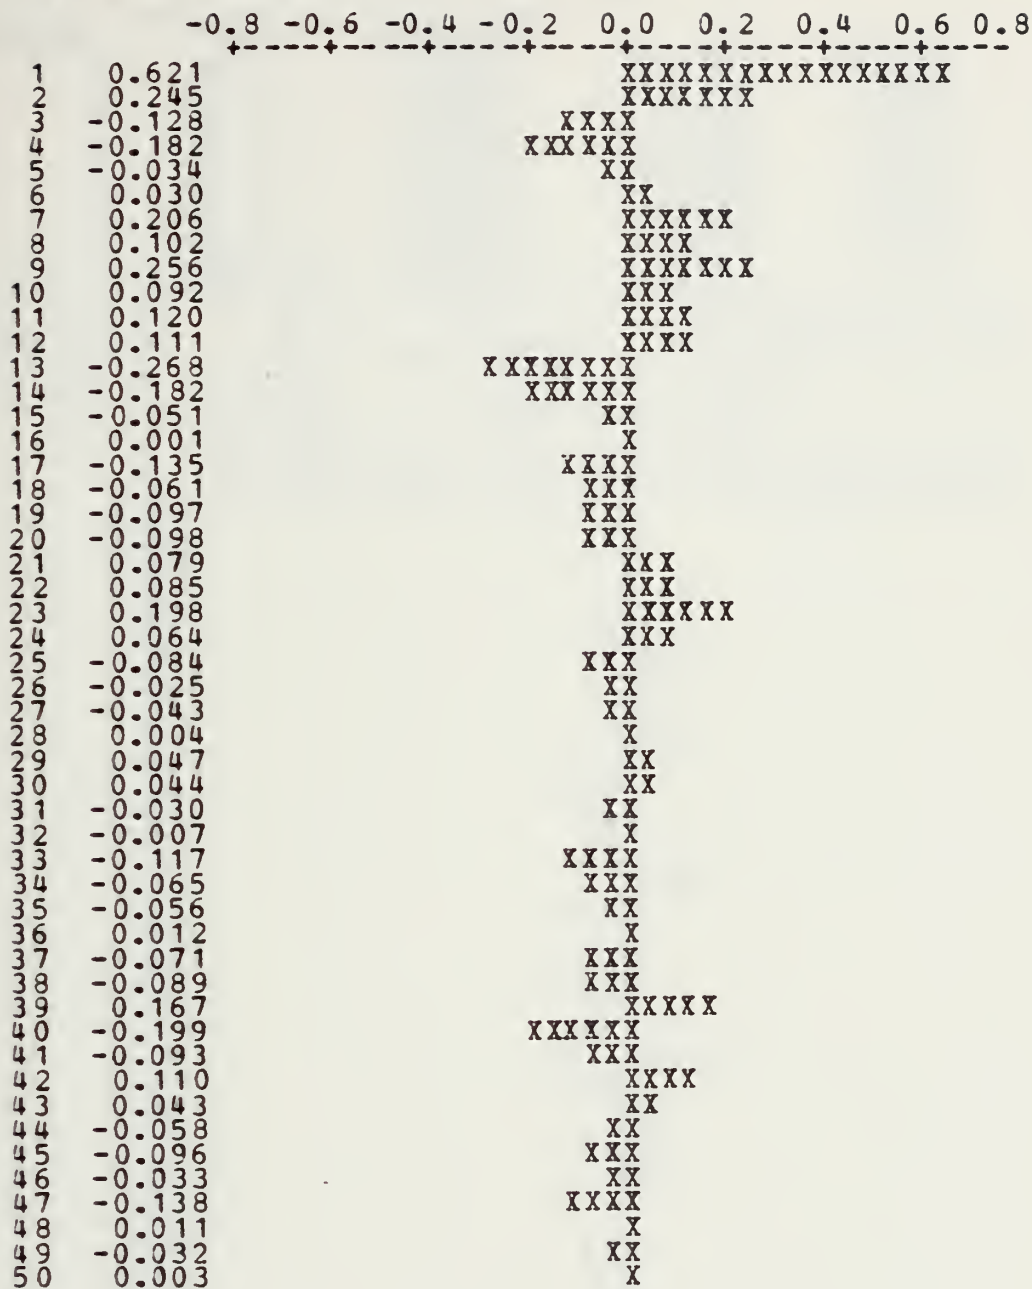 -0.8 -0.6 -0.4 -0.2 0.0 0.2 0.4 0.6 0.8
+----+----+----+----+----+----+----+----+----
1 0.621 XXXXXXXXXXXXXXXXX
2 0.245 XXXXXXX
3 -0.128 XXXX
4 -0.182 XXXXXX
5 -0.034 XX
6 0.030 XX
7 0.206 XXXXXX
8 0.102 XXXX
9 0.256 XXXXXXX
10 0.092 XXX
11 0.120 XXXX
12 0.111 XXXX
13 -0.268 XXXXXXXX
14 -0.182 XXXXXX
15 -0.051 XX
16 0.001 X
17 -0.135 XXXX
18 -0.061 XXX
19 -0.097 XXX
20 -0.098 XXX
21 0.079 XXX
22 0.085 XXX
23 0.198 XXXXXX
24 0.064 XXX
25 -0.084 XXX
26 -0.025 XX
27 -0.043 XX
28 0.004 X
29 0.047 XX
30 0.044 XX
31 -0.030 XX
32 -0.007 X
33 -0.117 XXXX
34 -0.065 XXX
35 -0.056 XX
36 0.012 X
37 -0.071 XXX
38 -0.089 XXX
39 0.167 XXXXX
40 -0.199 XXXXXX
41 -0.093 XXX
42 0.110 XXXX
43 0.043 XX
44 -0.058 XX
45 -0.096 XXX
46 -0.033 XX
47 -0.138 XXXX
48 0.011 X
49 -0.032 XX
50 0.003 X